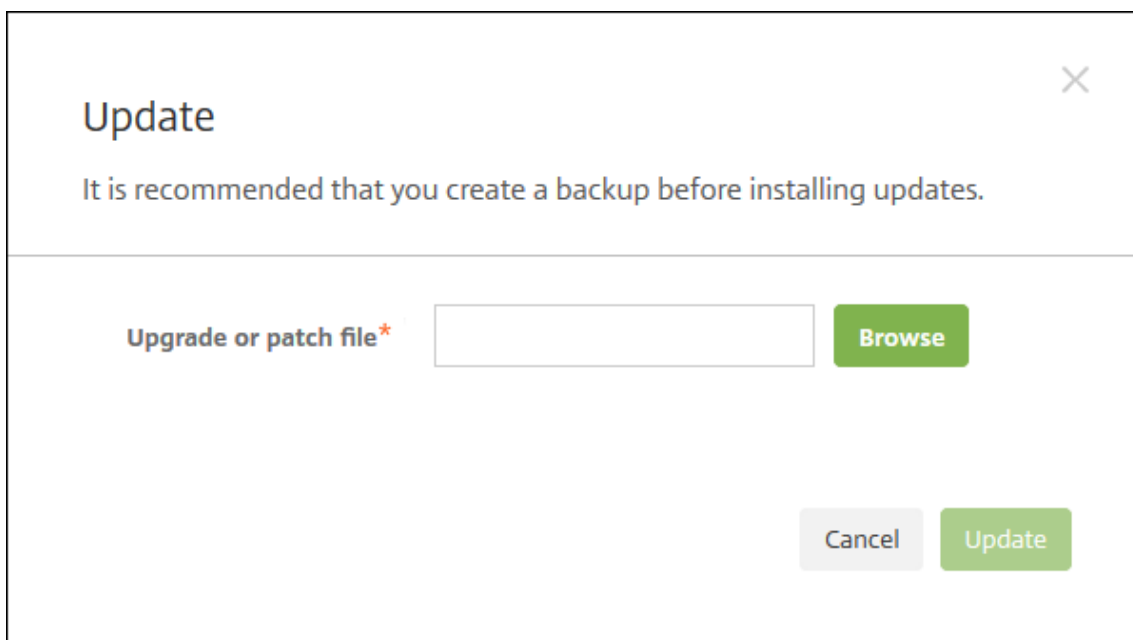 Update
It is recommended that you create a backup before installing updates.
Upgrade or patch file*
Browse
Cancel
Update